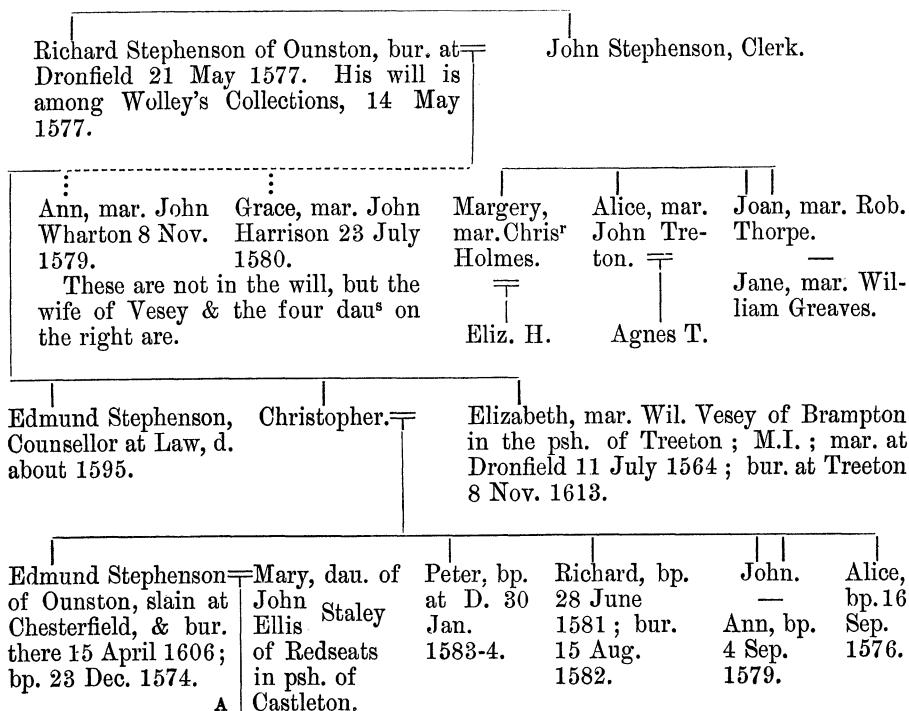 Richard Stephenson of Ounston, bur. at
Dronfield 21 May 1577. His will is
among Wolley's Collections, 14 May
1577.
John Stephenson, Clerk.
Ann, mar. John
Wharton 8 Nov.
1579.
Grace, mar. John
Harrison 23 July
1580.
These are not in the will, but the
wife of Vesey & the four daus on
the right are.
Margery,
mar. Chrisr
Holmes.
Eliz. H.
Alice, mar.
John Tre-
ton.
Agnes T.
Joan, mar. Rob.
Thorpe.
—
Jane, mar. Wil-
liam Greaves.
Edmund Stephenson,
Counsellor at Law, d.
about 1595.
Christopher.
Elizabeth, mar. Wil. Vesey of Brampton
in the psh. of Treeton ; M.I. ; mar. at
Dronfield 11 July 1564 ; bur. at Treeton
8 Nov. 1613.
Edmund Stephenson
of Ounston, slain at
Chesterfield, & bur.
there 15 April 1606 ;
bp. 23 Dec. 1574.
A
Mary, dau. of
John
Ellis Staley
of Redseats
in psh. of
Castleton.
Peter, bp.
at D. 30
Jan.
1583-4.
Richard, bp.
28 June
1581 ; bur.
15 Aug.
1582.
John.
—
Ann, bp.
4 Sep.
1579.
Alice,
bp. 16
Sep.
1576.